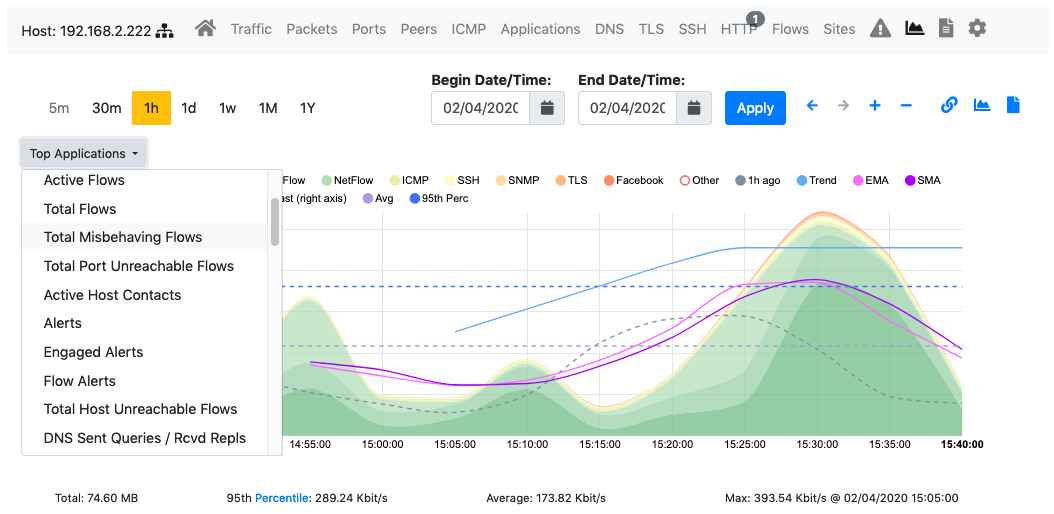 Host: 192.168.2.222 Traffic Packets Ports Peers ICMP Applications DNS TLS SSH HTTP 1 Flows Sites
Begin Date/Time: End Date/Time:
5m 30m 1h 1d 1w 1M 1Y 02/04/2020 02/04/2020 Apply
Top Applications
Active Flows
Total Flows
Total Misbehaving Flows
Total Port Unreachable Flows
Active Host Contacts
Alerts
Engaged Alerts
Flow Alerts
Total Host Unreachable Flows
DNS Sent Queries / Rcvd Repls
Flow NetFlow ICMP SSH SNMP TLS Facebook Other 1h ago Trend EMA SMA
ast (right axis) Avg 95th Perc
14:55:00 15:00:00 15:05:00 15:10:00 15:15:00 15:20:00 15:25:00 15:30:00 15:35:00 15:40:00
Total: 74.60 MB 95th Percentile: 289.24 Kbit/s Average: 173.82 Kbit/s Max: 393.54 Kbit/s @ 02/04/2020 15:05:00